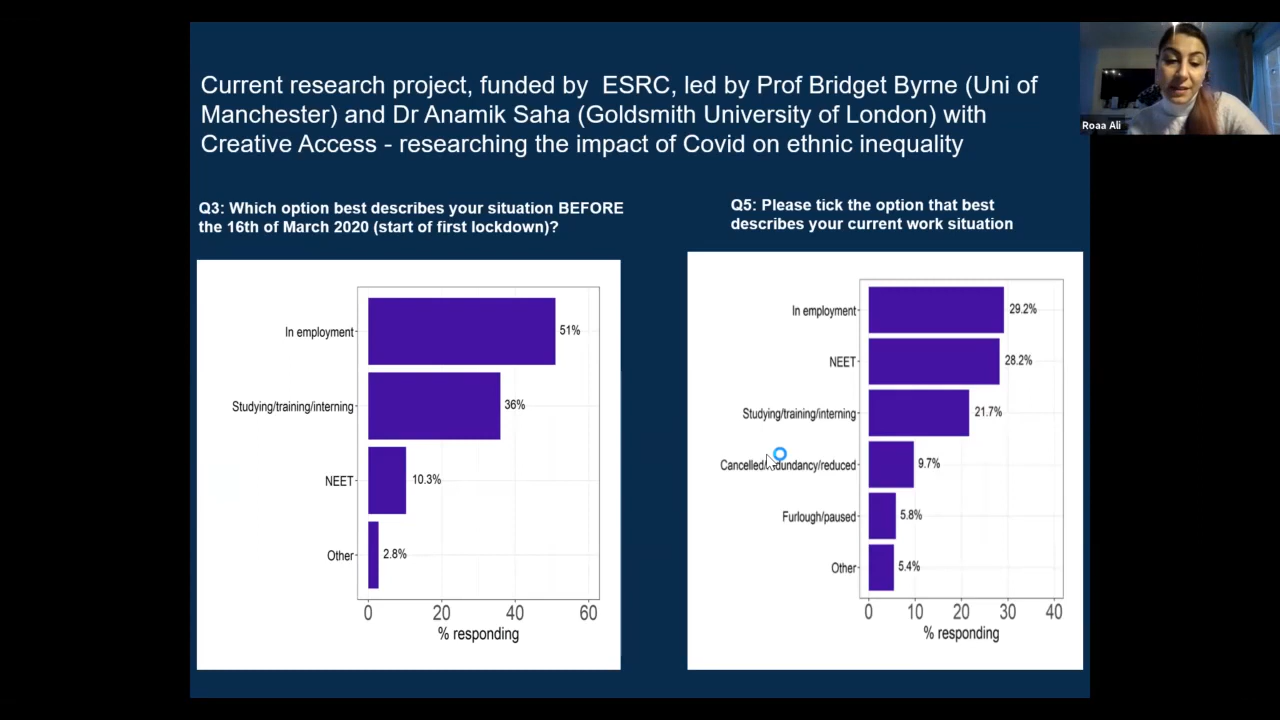 Current research project, funded by ESRC, led by Prof Bridget Byrne (Uni of
Manchester) and Dr Anamik Saha (Goldsmith University of London) with
Creative Access - researching the impact of Covid on ethnic inequality
Roaa Ali
Q3: Which option best describes your situation BEFORE
the 16th of March 2020 (start of first lockdown)?
In employment 51%
Studying/training/interning 36%
NEET 10.3%
Other 2.8%
0 20 40 60
% responding
Q5: Please tick the option that best
describes your current work situation
In employment 29.2%
NEET 28.2%
Studying/training/interning 21.7%
Cancelled/redundancy/reduced 9.7%
Furlough/paused 5.8%
Other 5.4%
0 10 20 30 40
% responding